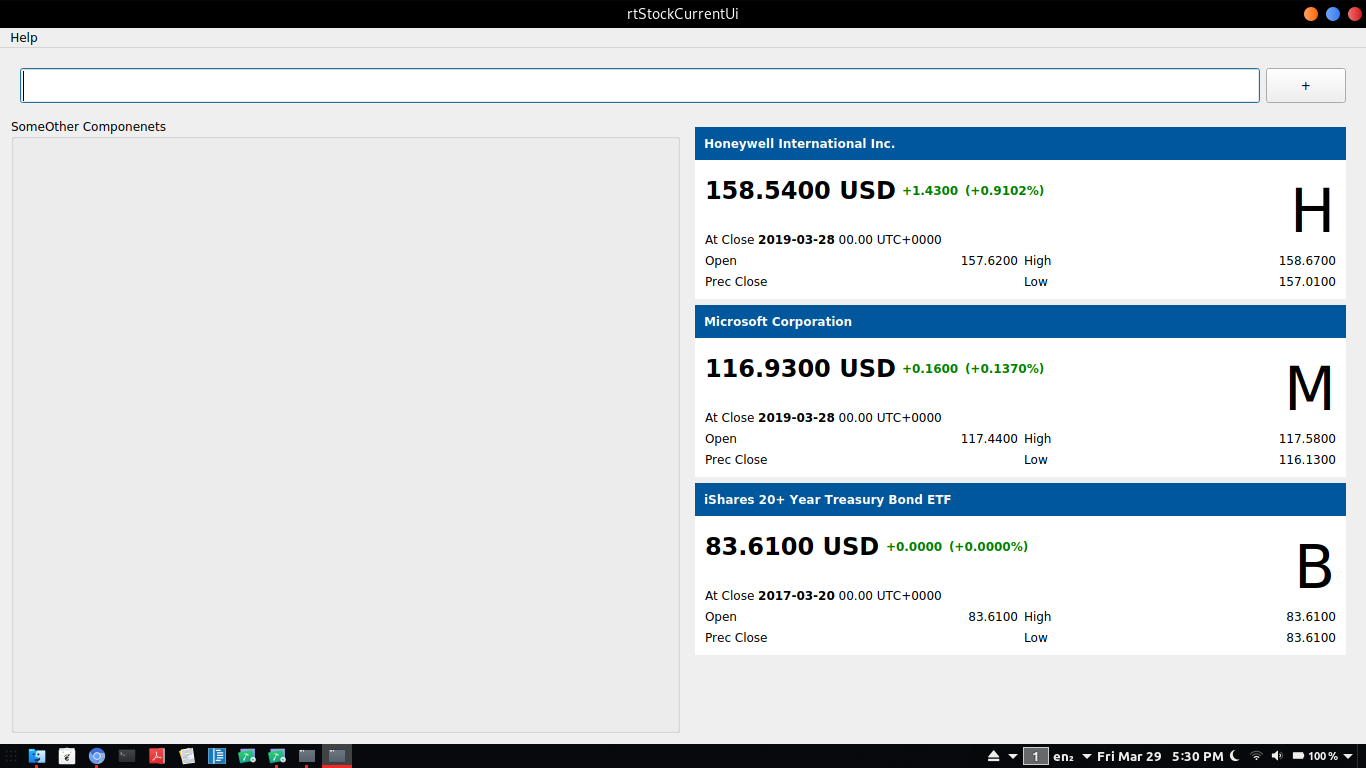 rtStockCurrentUi
Help
+
SomeOther Componenets
Honeywell International Inc.
158.5400 USD +1.4300 (+0.9102%)
H
At Close 2019-03-28 00.00 UTC+0000
Open 157.6200 High 158.6700
Prec Close Low 157.0100
Microsoft Corporation
116.9300 USD +0.1600 (+0.1370%)
M
At Close 2019-03-28 00.00 UTC+0000
Open 117.4400 High 117.5800
Prec Close Low 116.1300
iShares 20+ Year Treasury Bond ETF
83.6100 USD +0.0000 (+0.0000%)
B
At Close 2017-03-20 00.00 UTC+0000
Open 83.6100 High 83.6100
Prec Close Low 83.6100
1 en₂ Fri Mar 29 5:30 PM 100%